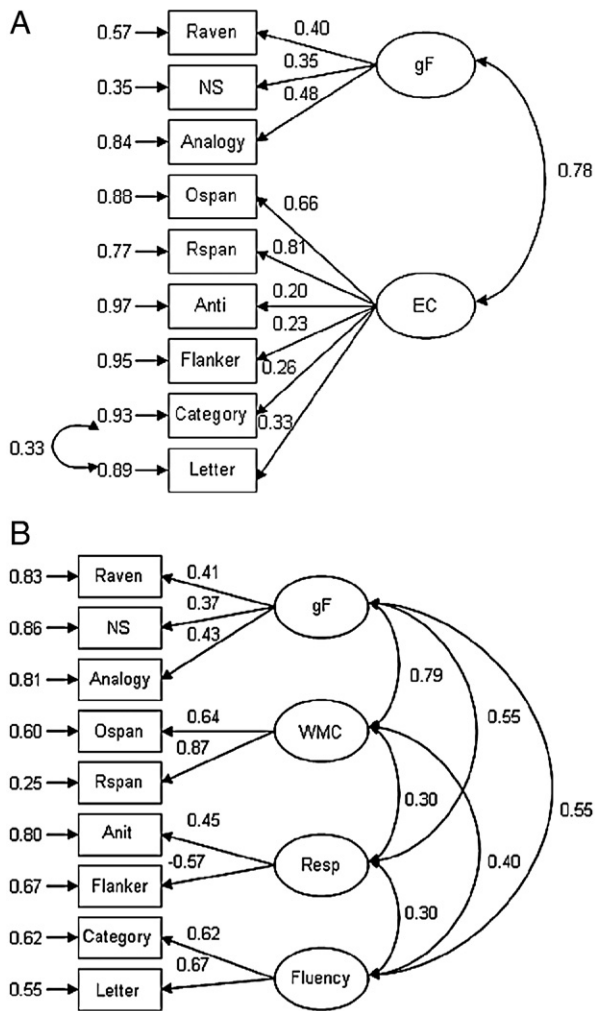 A
0.57 Raven 0.40 gF
0.35 NS 0.35
0.84 Analogy 0.48
0.78
0.88 Ospan 0.66
0.77 Rspan 0.81
0.97 Anti 0.20 EC
0.95 Flanker 0.23
0.93 Category 0.26
0.33 0.89 Letter 0.33
B
0.83 Raven 0.41 gF
0.86 NS 0.37
0.81 Analogy 0.43
0.79
0.60 Ospan 0.64 WMC 0.55
0.25 Rspan 0.87
0.30 0.55
0.80 Anit 0.45
0.67 Flanker -0.57 Resp 0.40
0.62 Category 0.62 0.30
0.55 Letter 0.67 Fluency